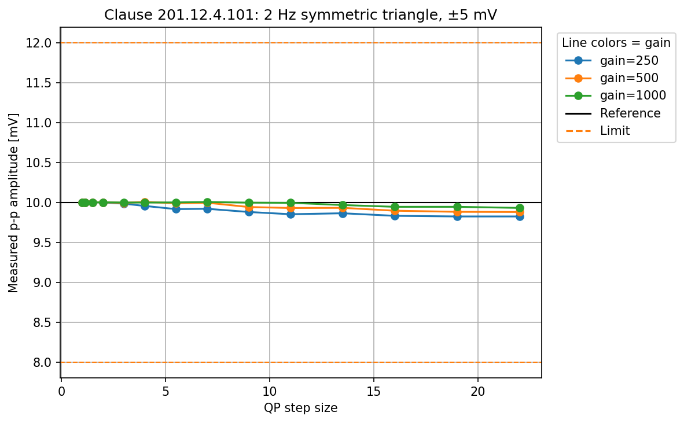 Clause 201.12.4.101: 2 Hz symmetric triangle, ±5 mV
Measured p-p amplitude [mV]
12.0
11.5
11.0
10.5
10.0
9.5
9.0
8.5
8.0
0
5
10
15
20
QP step size
Line colors = gain
gain=250
gain=500
gain=1000
Reference
Limit